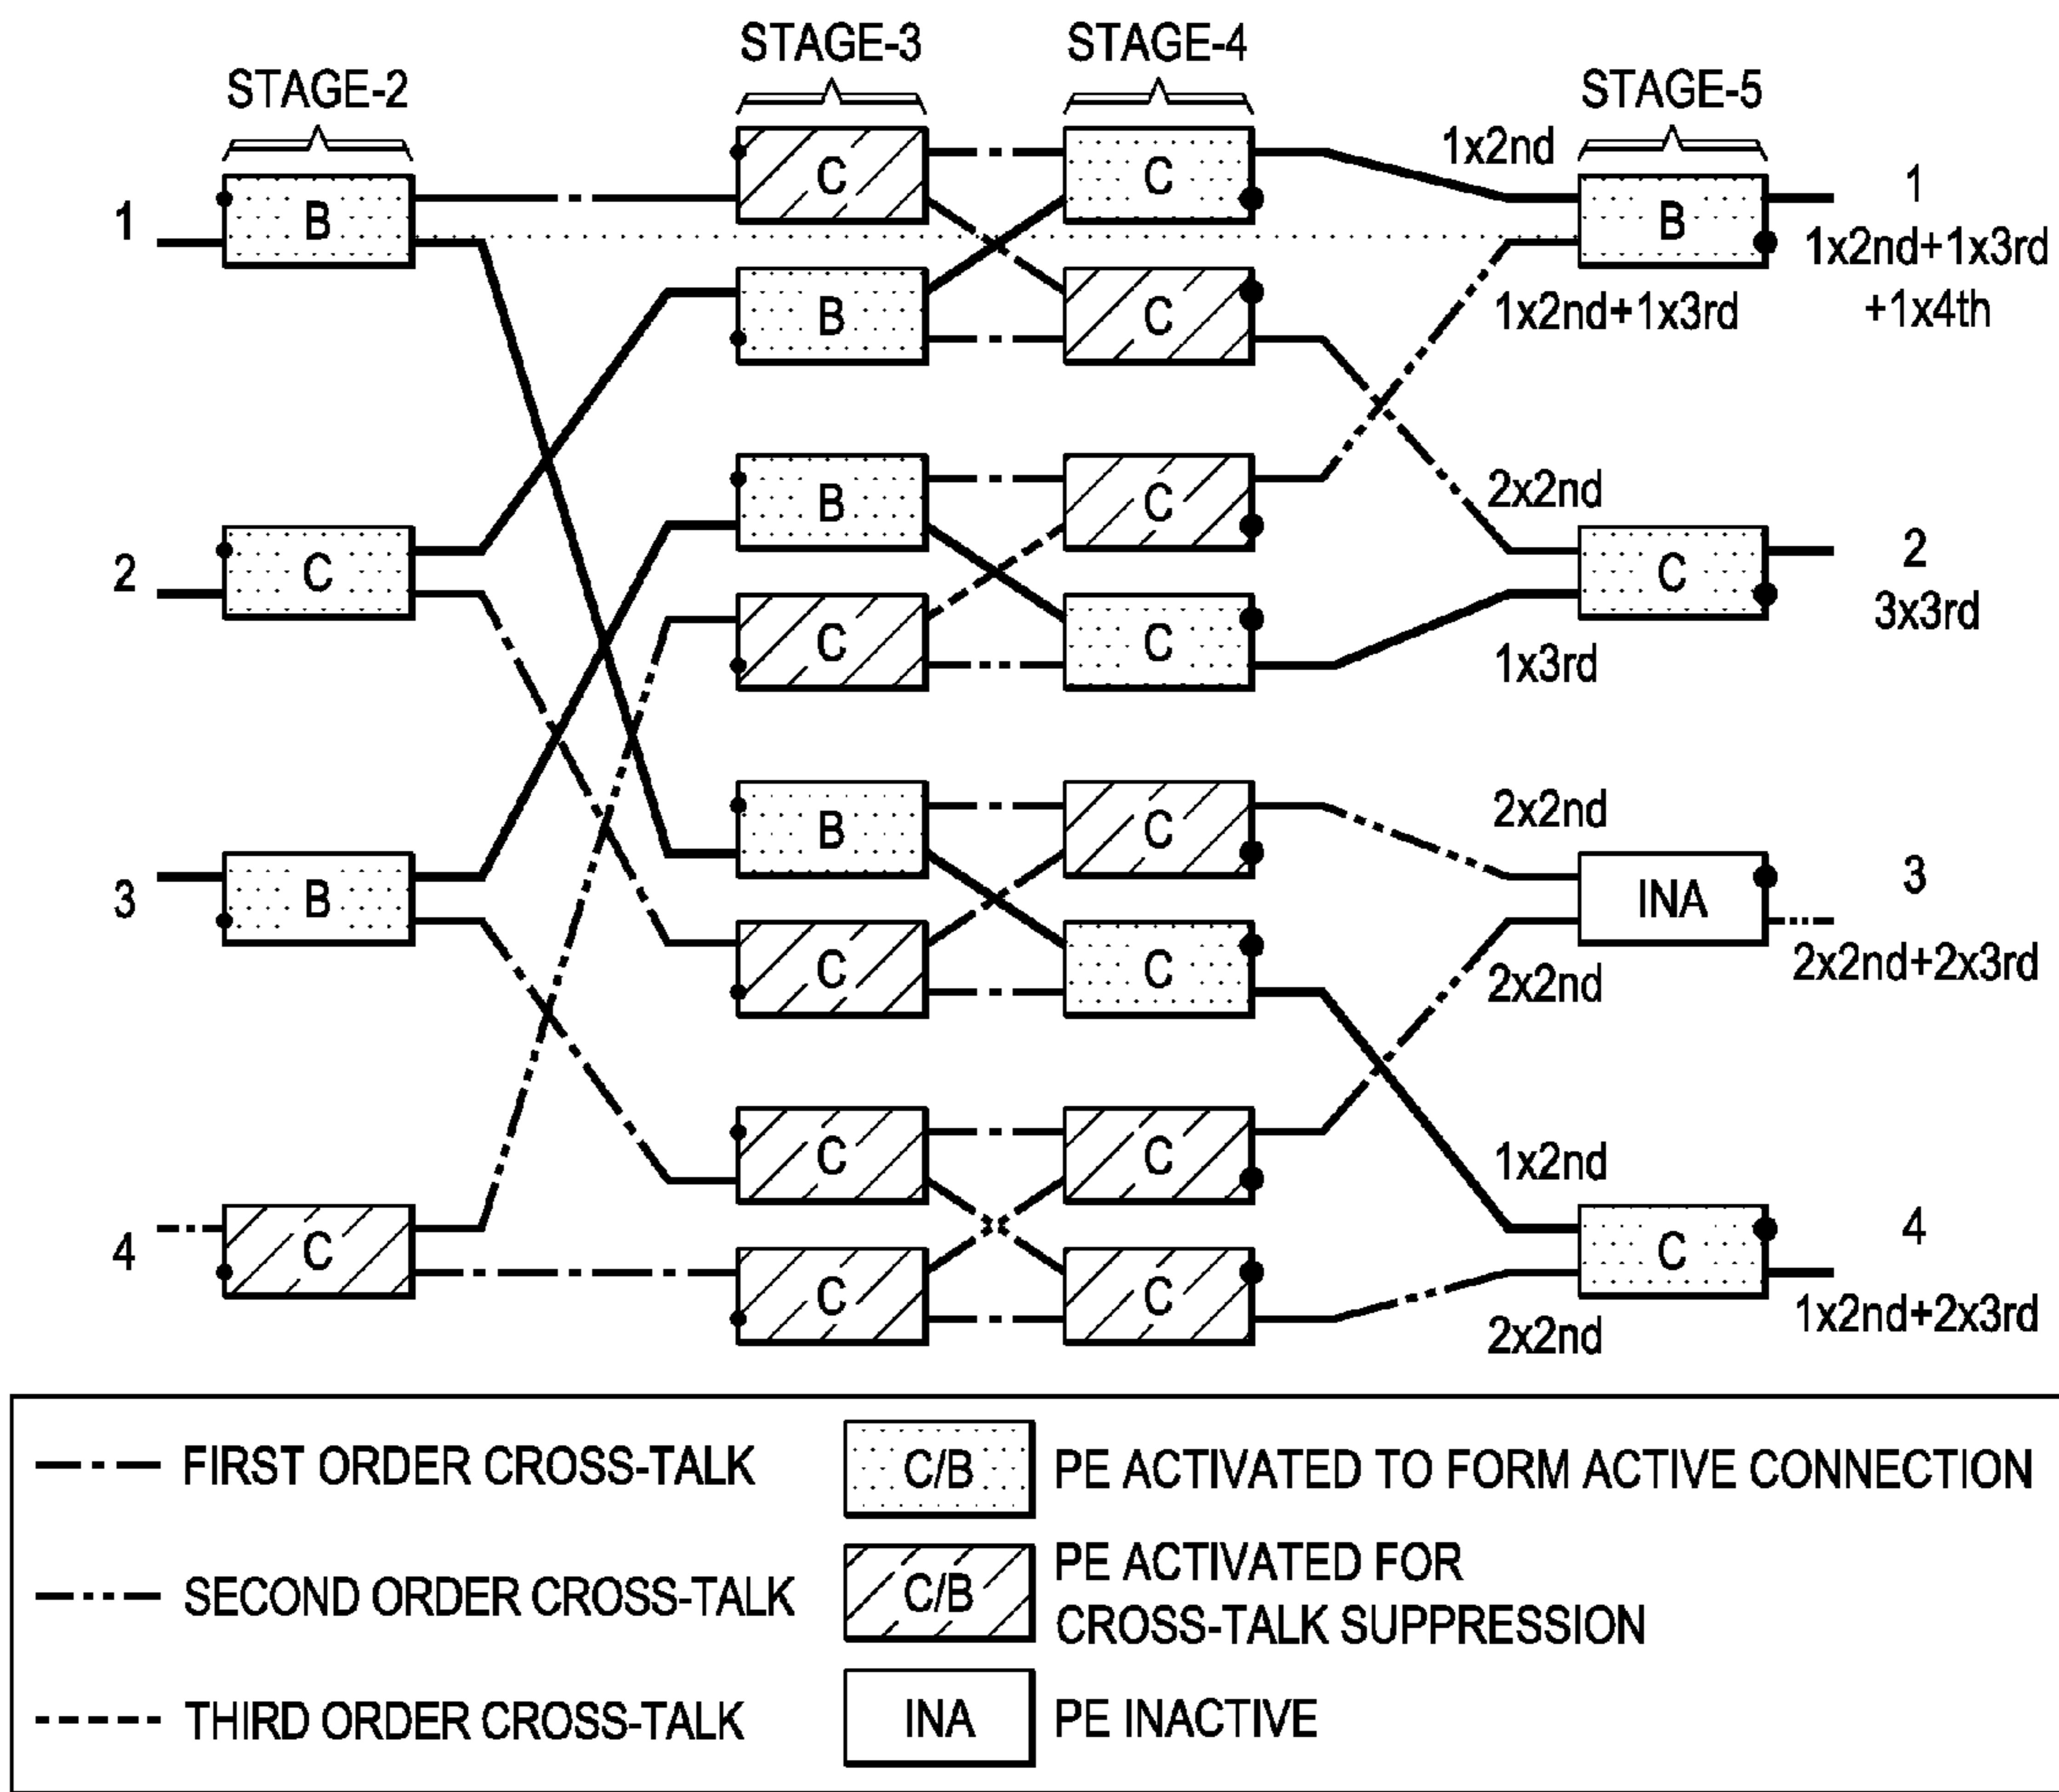 STAGE-3 STAGE-4
STAGE-2 STAGE-5
1x2nd
C C
1 B B 1
1x2nd+1x3rd
+1x4th
1x2nd+1x3rd
B C
2x2nd
B C
2 C C 2
3x3rd
C C
1x3rd
2x2nd
B C
3 B INA 3
2x2nd+2x3rd
C C
2x2nd
1x2nd
C C
4 C C 4
1x2nd+2x3rd
C C
2x2nd
FIRST ORDER CROSS-TALK C/B PE ACTIVATED TO FORM ACTIVE CONNECTION
SECOND ORDER CROSS-TALK C/B PE ACTIVATED FOR
CROSS-TALK SUPPRESSION
THIRD ORDER CROSS-TALK INA PE INACTIVE